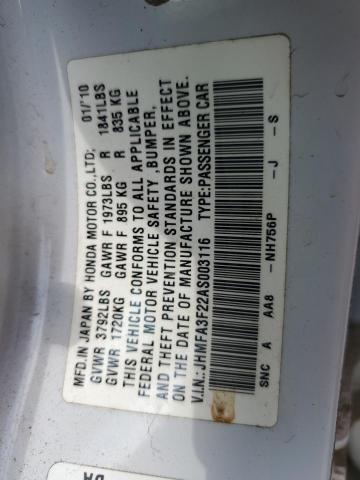 MFD.IN JAPAN BY HONDA MOTOR CO.,LTD. 01/'10
GVWR 3792LBS GAWR F 1973LBS R 1841LBS
GVWR 1720KG GAWR F 895 KG R 835 KG
THIS VEHICLE CONFORMS TO ALL APPLICABLE
FEDERAL MOTOR VEHICLE SAFETY ,BUMPER,
AND THEFT PREVENTION STANDARDS IN EFFECT
ON THE DATE OF MANUFACTURE SHOWN ABOVE.
V.I.N.: JHMFA3F22AS003116 TYPE:PASSENGER CAR
SNC A AA8 -NH756P -J -S